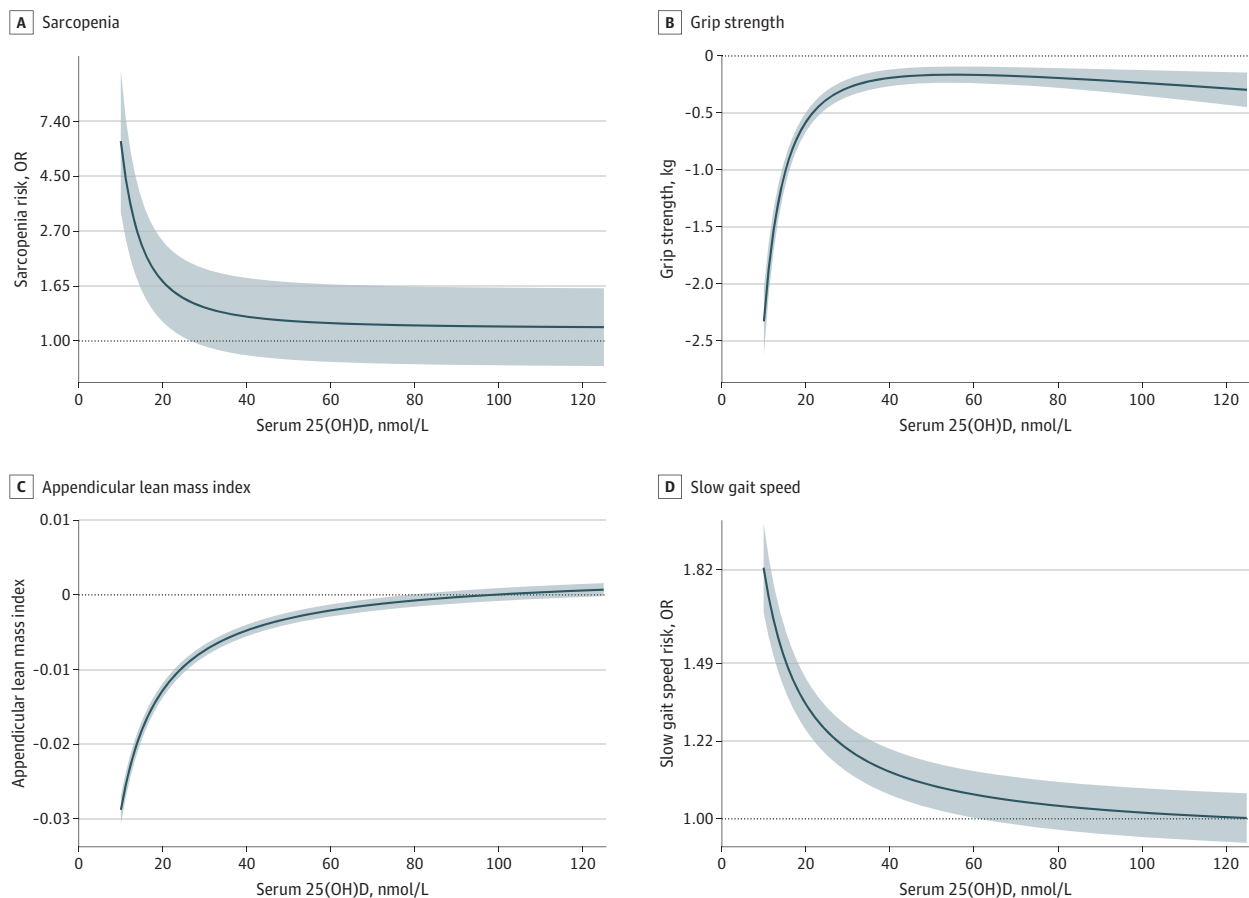 A Sarcopenia
7.40
4.50
2.70
1.65
1.00
Sarcopenia risk, OR
0 20 40 60 80 100 120
Serum 25(OH)D, nmol/L
B Grip strength
0
-0.5
-1.0
-1.5
-2.0
-2.5
Grip strength, kg
0 20 40 60 80 100 120
Serum 25(OH)D, nmol/L
C Appendicular lean mass index
0.01
0
-0.01
-0.02
-0.03
Appendicular lean mass index
0 20 40 60 80 100 120
Serum 25(OH)D, nmol/L
D Slow gait speed
1.82
1.49
1.22
1.00
Slow gait speed risk, OR
0 20 40 60 80 100 120
Serum 25(OH)D, nmol/L